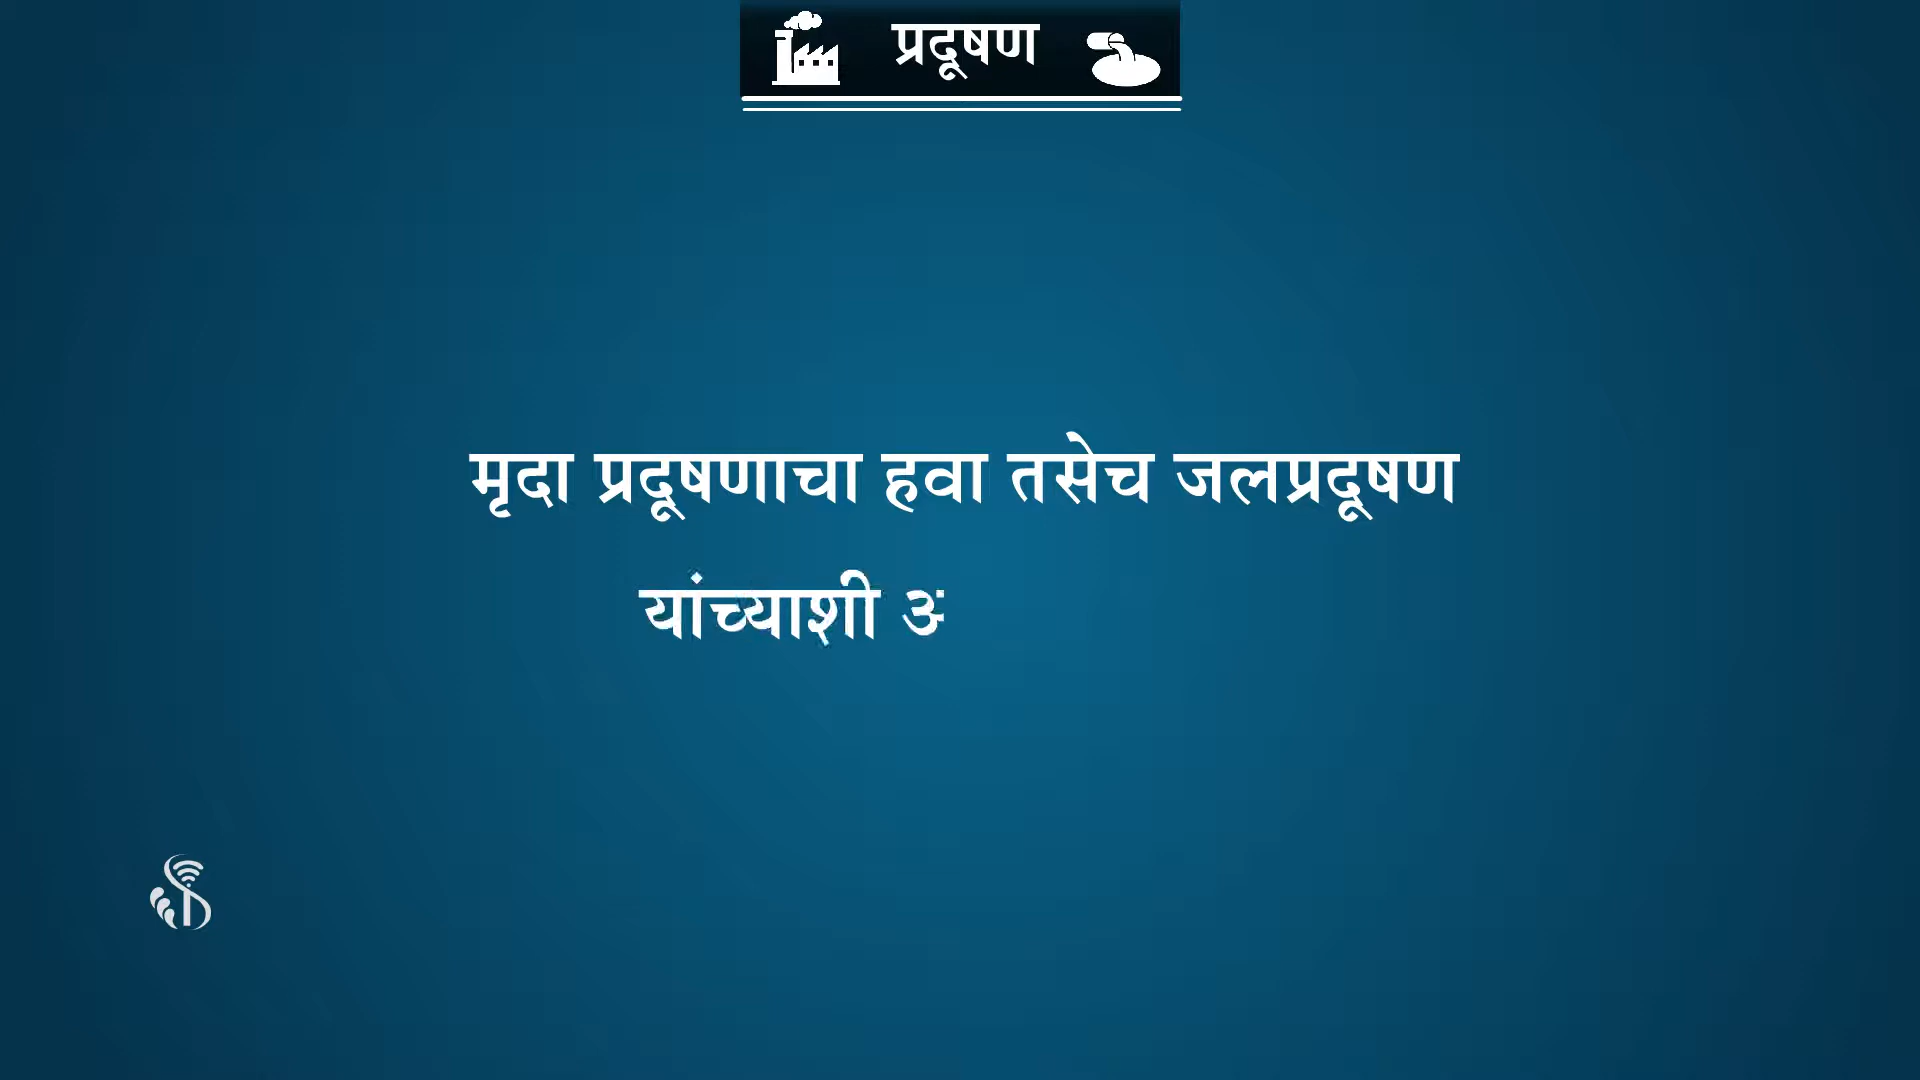 प्रदूषण
मृदा प्रदूषणाचा हवा तसेच जलप्रदूषण
यांच्याशी